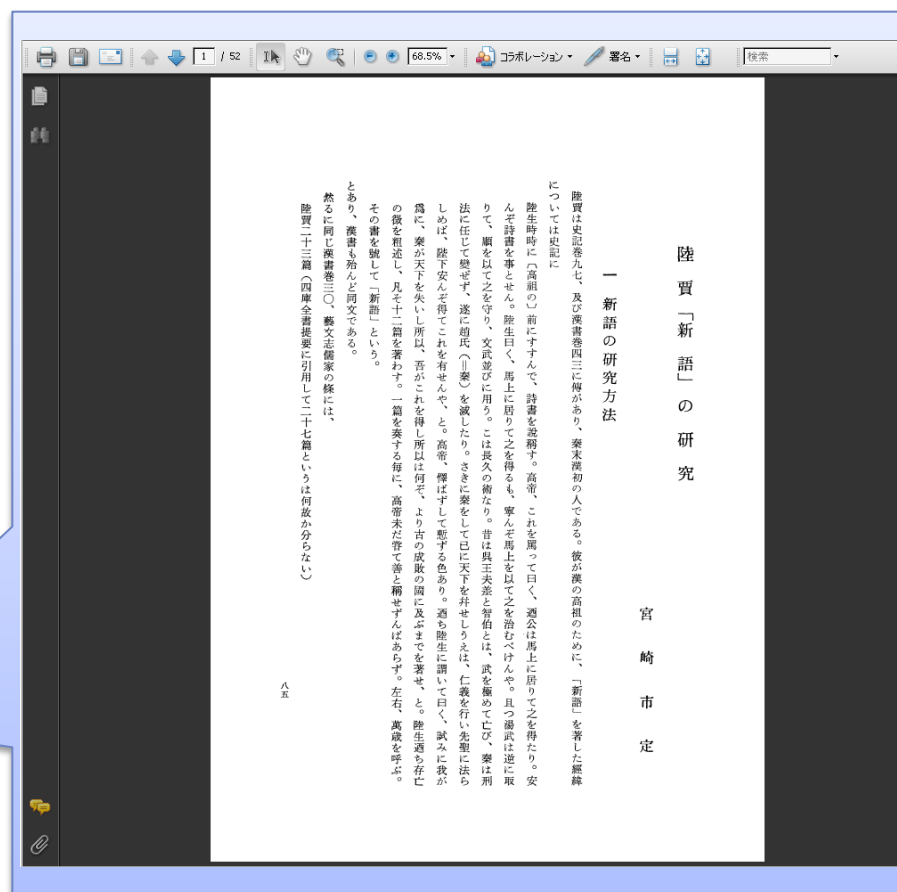 1 / 52
68.5%
コラボレーション
署名
検索
陸賈「新語」の研究
宮崎市定
一 新語の研究方法
陸賈は史記巻九七、及び漢書巻四三に傳があり、秦末漢初の人である。彼が漢の高祖のために、「新語」を著した經緯
については史記に
陸生時時に〔高祖の〕前にすすんで、詩書を說稱す。高帝、これを罵って曰く、迺公は馬上に居りて之を得たり。安
んぞ詩書を事とせん。陸生曰く、馬上に居りて之を得るも、寧んぞ馬上を以て之を治むべけんや。且つ湯武は逆に取
りて、順を以て之を守り、文武並びに用う。こは長久の術なり。昔は吳王夫差と智伯とは、武を極めて亡び、秦は刑
法に任じて變ぜず、遂に趙氏(＝秦)を滅したり。さきに秦をして已に天下を幷せしうえは、仁義を行い先聖に法ら
しめば、陛下安んぞ得てこれを有せんや、と。高帝、懌ばずして慙ずる色あり。迺ち陸生に謂いて曰く、試みに我が
爲に、秦が天下を失いし所以、吾がこれを得し所以は何ぞ、より古の成敗の國に及ぶまでを著せ、と。陸生迺ち存亡
の徵を粗述し、凡そ十二篇を著わす。一篇を奏する每に、高帝未だ嘗て善と稱せずんばあらず。左右、萬歳を呼ぶ。
その書を號して「新語」という。
とあり、漢書も殆んど同文である。
然るに同じ漢書巻三〇、藝文志儒家の條には、
陸賈二十三篇(四庫全書提要に引用して二十七篇というは何故か分らない)
八五